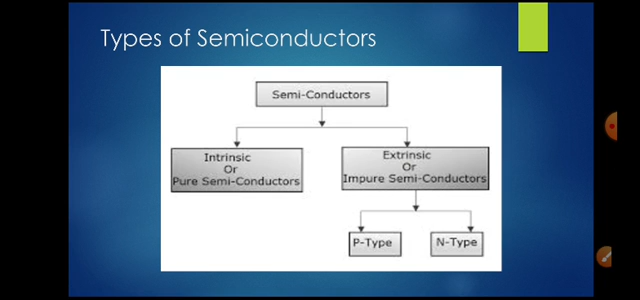 Types of Semiconductors
Semi-Conductors
Intrinsic
Or
Pure Semi-Conductors
Extrinsic
Or
Impure Semi-Conductors
P-Type
N-Type